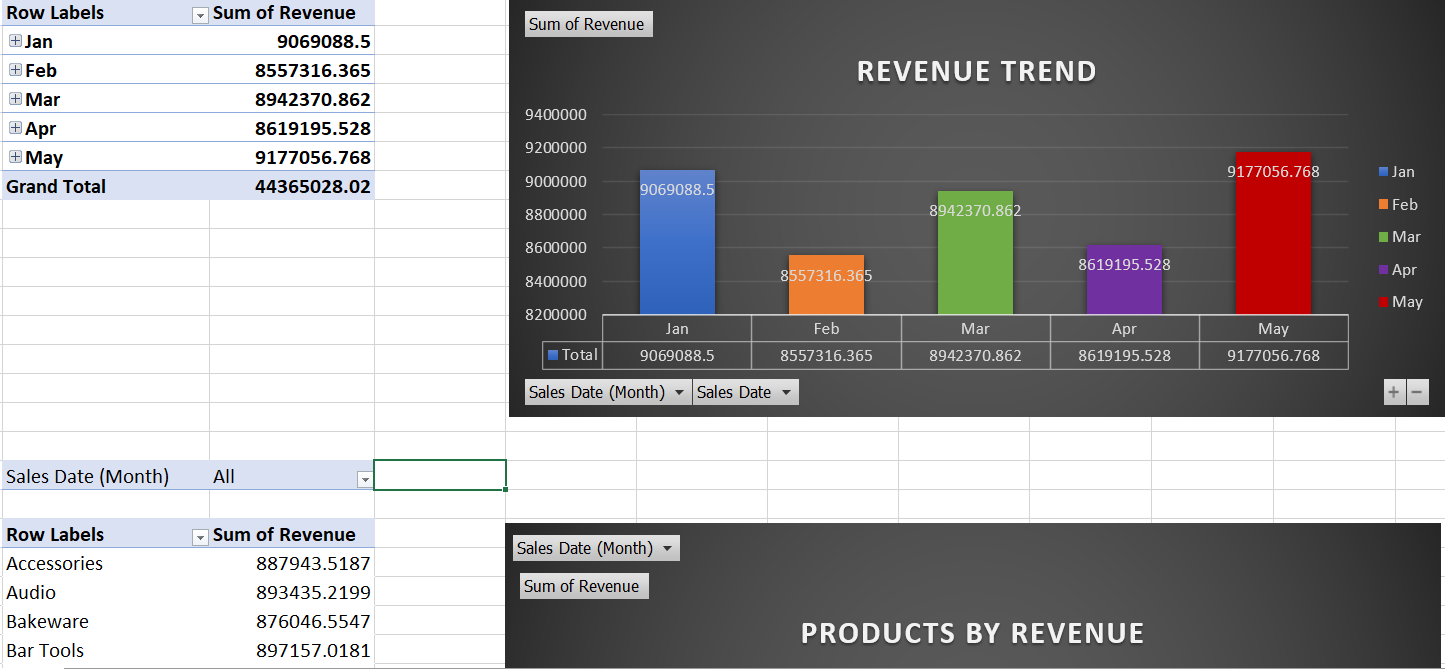 Row Labels Sum of Revenue
Jan 9069088.5
Feb 8557316.365
Mar 8942370.862
Apr 8619195.528
May 9177056.768
Grand Total 44365028.02
Sum of Revenue
REVENUE TREND
9400000
9200000
9000000
8800000
8600000
8400000
8200000
9069088.5
8557316.365
8942370.862
8619195.528
9177056.768
Jan
Feb
Mar
Apr
May
Jan Feb Mar Apr May
Total 9069088.5 8557316.365 8942370.862 8619195.528 9177056.768
Sales Date (Month) Sales Date
Sales Date (Month) All
Row Labels Sum of Revenue
Accessories 887943.5187
Audio 893435.2199
Bakeware 876046.5547
Bar Tools 897157.0181
Sales Date (Month)
Sum of Revenue
PRODUCTS BY REVENUE